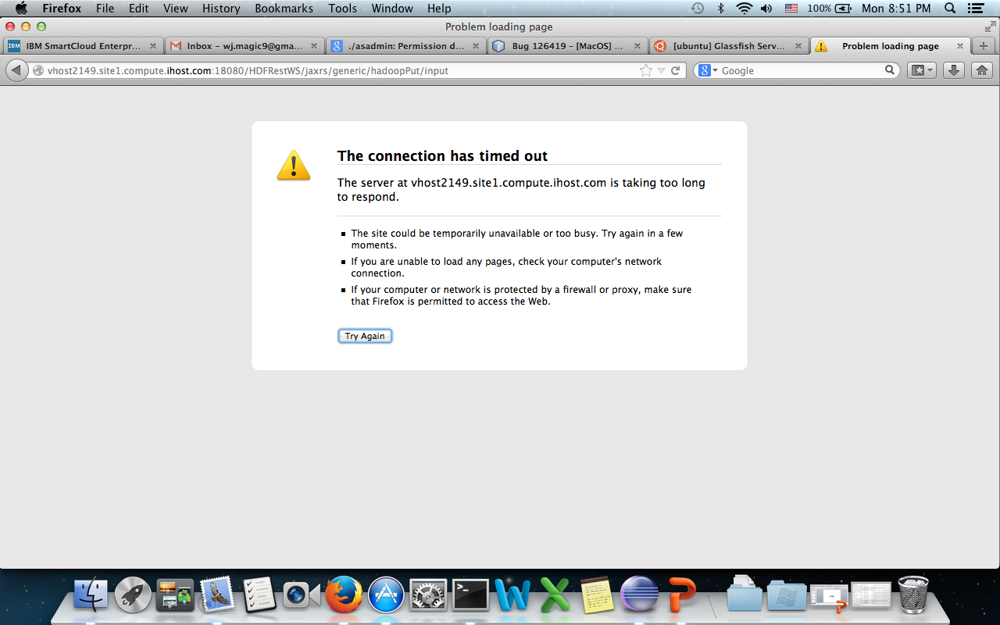 Firefox File Edit View History Bookmarks Tools Window Help 100% Mon 8:51 PM
Problem loading page
IBM IBM SmartCloud Enterpr... Inbox – wj.magic9@gma... 8 ./asadmin: Permission d... Bug 126419 – [MacOS] ... [ubuntu] Glassfish Serv... Problem loading page
vhost2149.site1.compute.ihost.com:18080/HDFRestWS/jaxrs/generic/hadoopPut/input 8 Google
The connection has timed out
The server at vhost2149.site1.compute.ihost.com is taking too long
to respond.
The site could be temporarily unavailable or too busy. Try again in a few
moments.
If you are unable to load any pages, check your computer's network
connection.
If your computer or network is protected by a firewall or proxy, make sure
that Firefox is permitted to access the Web.
Try Again